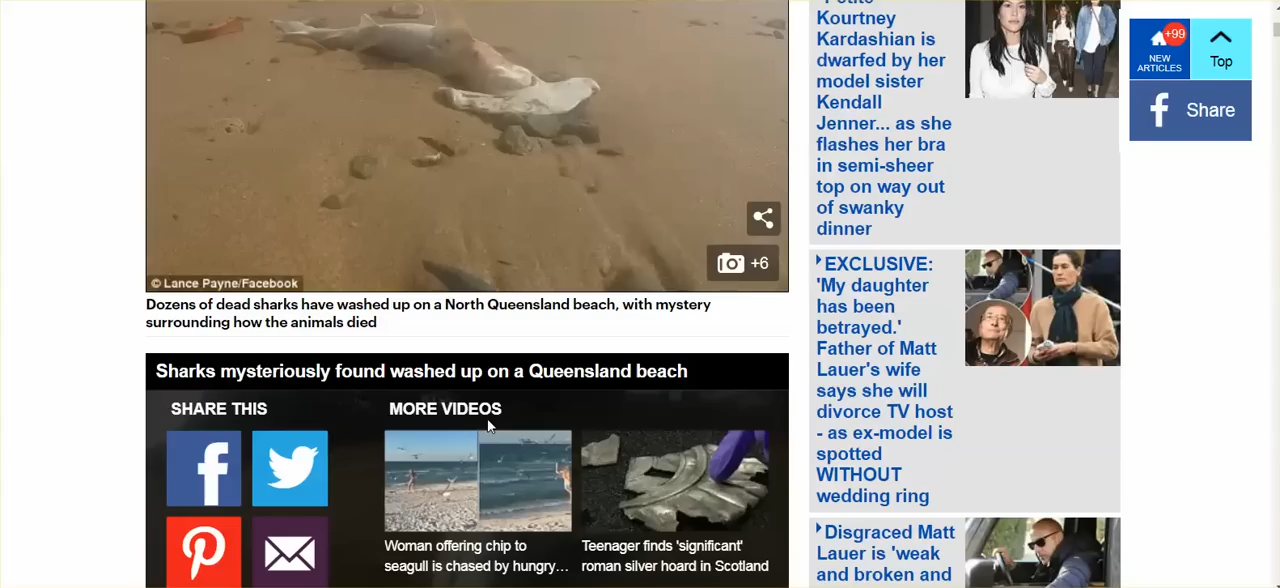 © Lance Payne/Facebook
+6
Dozens of dead sharks have washed up on a North Queensland beach, with mystery
surrounding how the animals died
Sharks mysteriously found washed up on a Queensland beach
SHARE THIS
MORE VIDEOS
Woman offering chip to
seagull is chased by hungry...
Teenager finds 'significant'
roman silver hoard in Scotland
Kourtney
Kardashian is
dwarfed by her
model sister
Kendall
Jenner... as she
flashes her bra
in semi-sheer
top on way out
of swanky
dinner
EXCLUSIVE:
'My daughter
has been
betrayed.'
Father of Matt
Lauer's wife
says she will
divorce TV host
- as ex-model is
spotted
WITHOUT
wedding ring
Disgraced Matt
Lauer is 'weak
and broken and
+99
NEW
ARTICLES
Top
Share